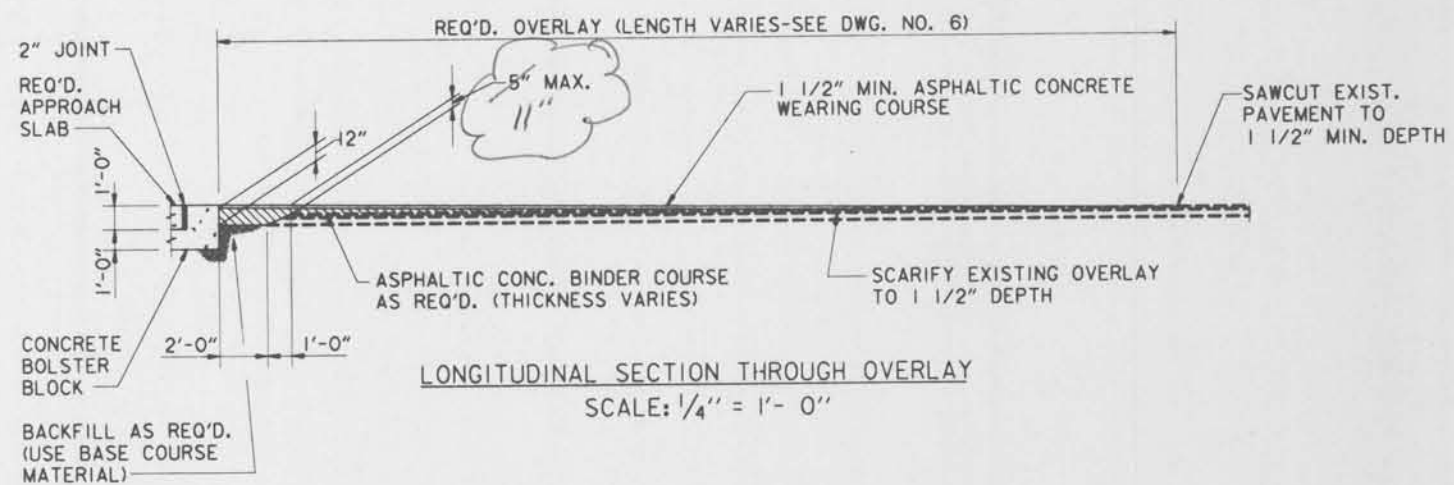 REQ'D. OVERLAY (LENGTH VARIES-SEE DWG. NO. 6)
2" JOINT
REQ'D.
APPROACH
SLAB
5" MAX.
11"
1 1/2" MIN. ASPHALTIC CONCRETE
WEARING COURSE
SAWCUT EXIST.
PAVEMENT TO
1 1/2" MIN. DEPTH
12"
1'-0"
1'-0"
ASPHALTIC CONC. BINDER COURSE
AS REQ'D. (THICKNESS VARIES)
SCARIFY EXISTING OVERLAY
TO 1 1/2" DEPTH
CONCRETE
BOLSTER
BLOCK
2'-0"
1'-0"
LONGITUDINAL SECTION THROUGH OVERLAY
SCALE: 1/4" = 1'- 0"
BACKFILL AS REQ'D.
(USE BASE COURSE
MATERIAL)